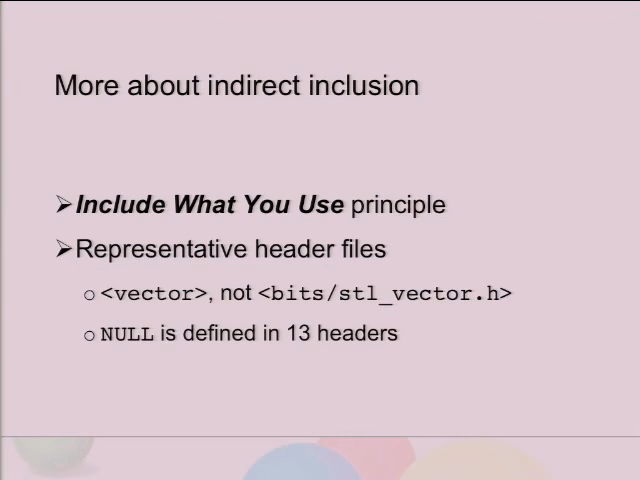 More about indirect inclusion
➢Include What You Use principle
➢Representative header files
○ <vector>, not <bits/stl_vector.h>
○ NULL is defined in 13 headers